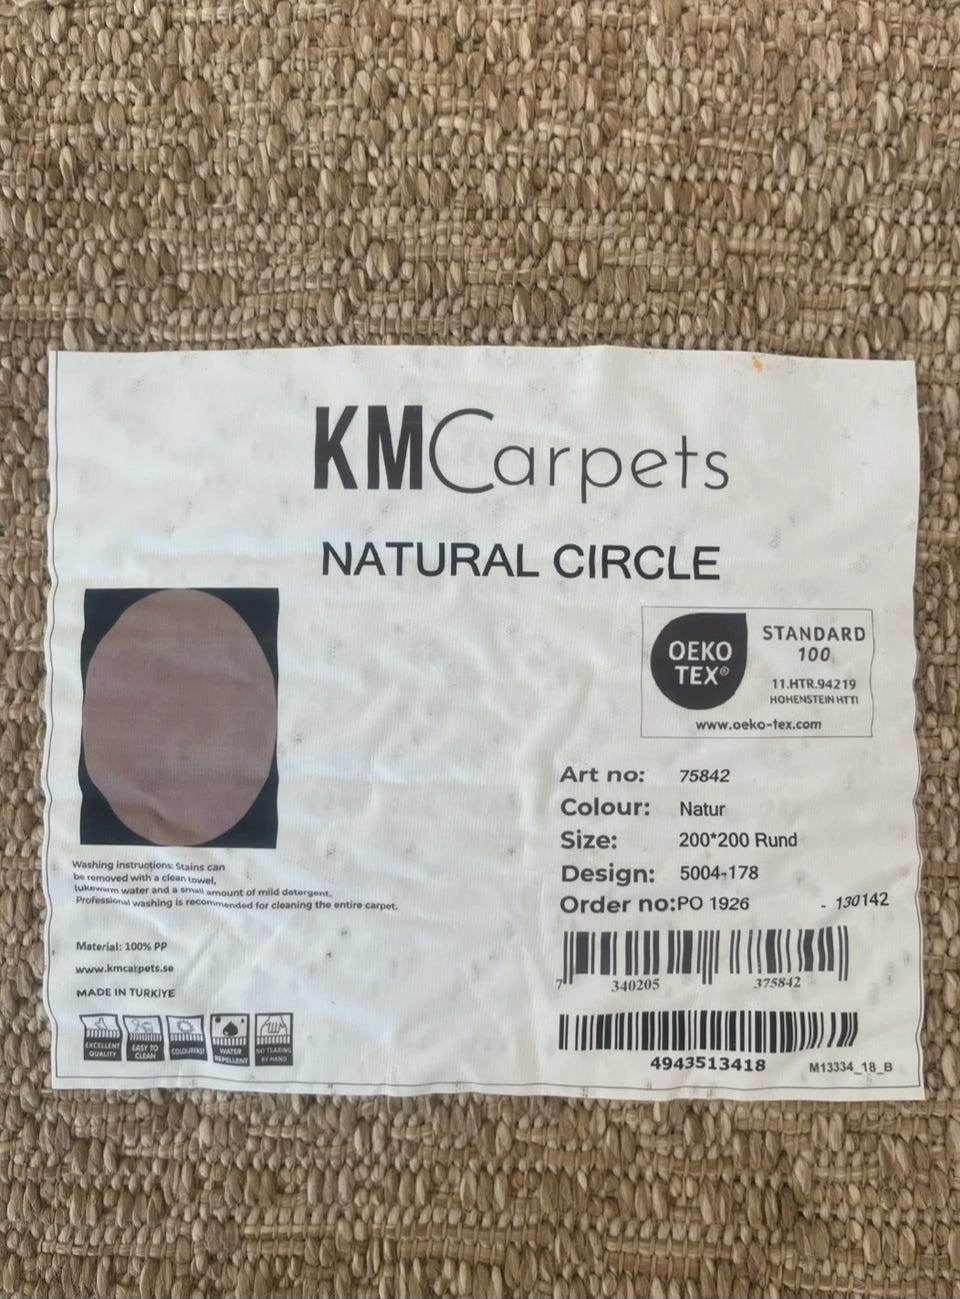 KMCarpets
NATURAL CIRCLE
OEKO
TEX®
STANDARD
100
11.HTR.94219
HOHENSTEIN HTTI
www.oeko-tex.com
Art no: 75842
Colour: Natur
Size: 200*200 Rund
Design: 5004-178
Order no:PO 1926 - 130142
7 340205 375842
4943513418
M13334_18_B
Washing instructions: Stains can
be removed with a clean towel,
lukewarm water and a small amount of mild detergent.
Professional washing is recommended for cleaning the entire carpet.
Material: 100% PP
www.kmcarpets.se
MADE IN TURKİYE
EXCELLENT
QUALITY
EASY TO
CLEAN
COLOURFAST
WATER
REPELLENT
NO TEARING
BY HAND